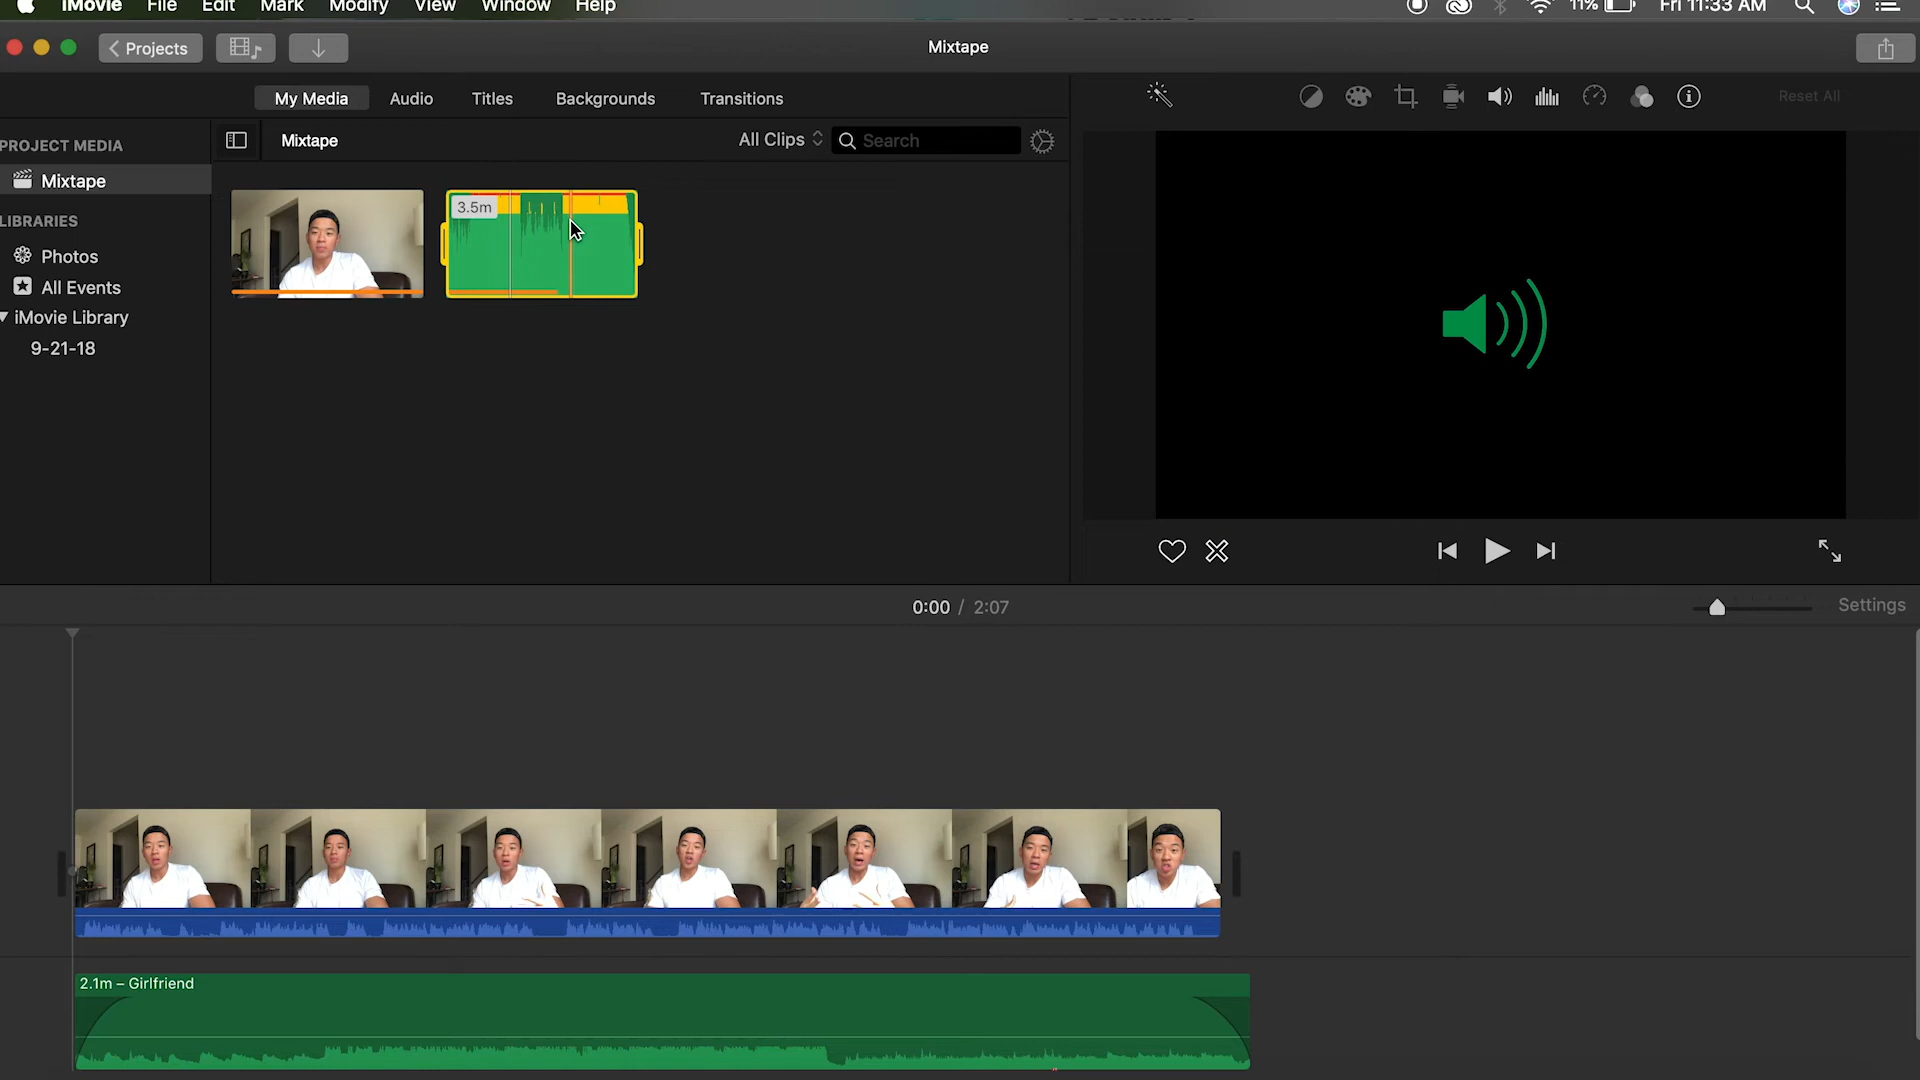 iMovie File Edit Mark Modify View Window Help 11% Fri 11:33 AM
Projects Mixtape
My Media Audio Titles Backgrounds Transitions Reset All
PROJECT MEDIA Mixtape All Clips Search
Mixtape
LIBRARIES
Photos
All Events
iMovie Library
9-21-18
3.5m
0:00 / 2:07 Settings
2.1m – Girlfriend